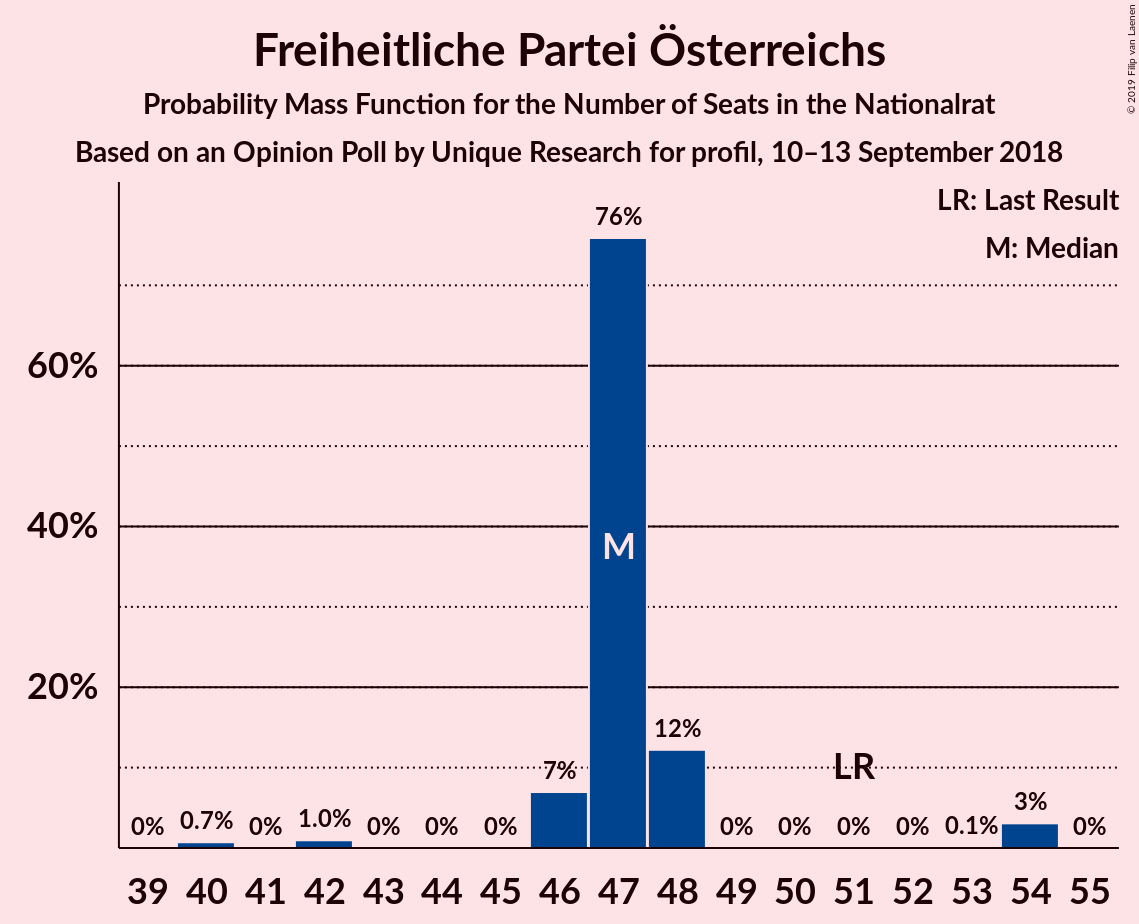 Freiheitliche Partei Österreichs
Probability Mass Function for the Number of Seats in the Nationalrat
Based on an Opinion Poll by Unique Research for profil, 10–13 September 2018
© 2019 Filip van Laenen
LR: Last Result
M: Median
60%
40%
20%
0% 0.7% 0% 1.0% 0% 0% 0% 7% 76% 12% 0% 0% 0% 0% 0.1% 3% 0%
M
LR
39 40 41 42 43 44 45 46 47 48 49 50 51 52 53 54 55